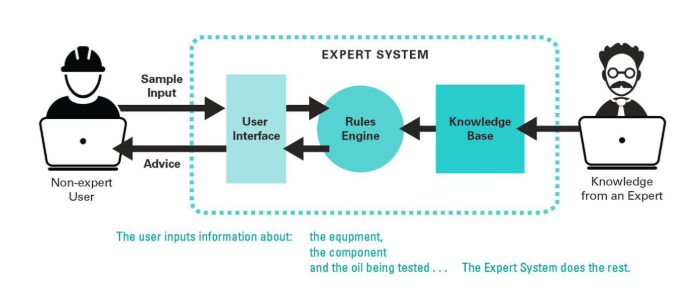 EXPERT SYSTEM
Sample
Input
User
Interface
Rules
Engine
Knowledge
Base
Advice
Non-expert
User
Knowledge
from an Expert
The user inputs information about: the equpment,
the component
and the oil being tested . . . The Expert System does the rest.